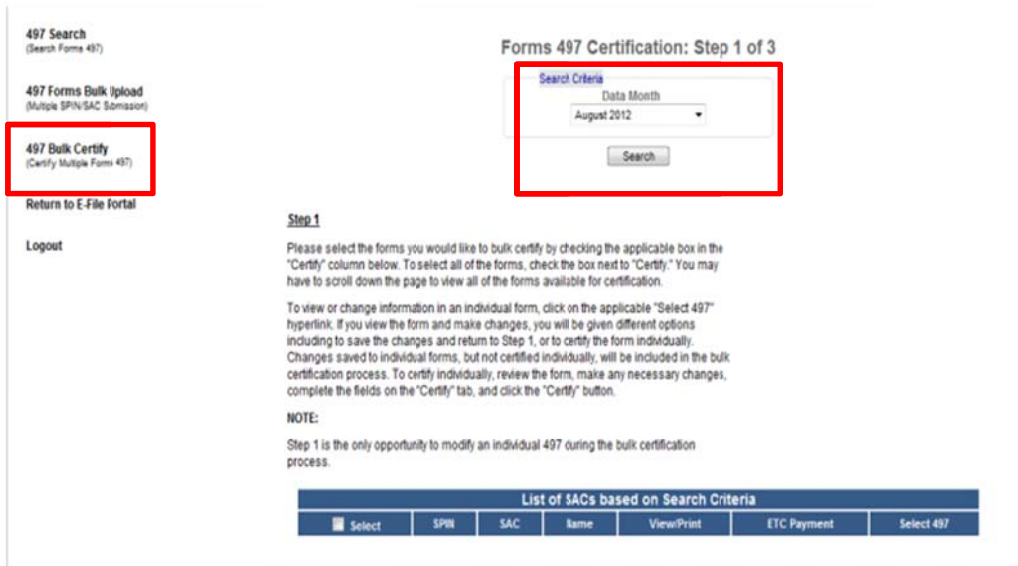 497 Search
(Search Forms 497)
497 Forms Bulk Upload
(Multiple SPIN/SAC Sbmission)
497 Bulk Certify
(Certify Multiple Form 497)
Return to E-File Portal
Logout
Forms 497 Certification: Step 1 of 3
Search Criteria
Data Month
August 2012
Search
Step 1
Please select the forms you would like to bulk certify by checking the applicable box in the
"Certify" column below. To select all of the forms, check the box next to "Certify." You may
have to scroll down the page to view all of the forms available for certification.
To view or change information in an individual form, click on the applicable "Select 497"
hyperlink. If you view the form and make changes, you will be given different options
including to save the changes and return to Step 1, or to certify the form individually.
Changes saved to individual forms, but not certified individually, will be included in the bulk
certification process. To certify individually, review the form, make any necessary changes,
complete the fields on the "Certify" tab, and click the "Certify" button.
NOTE:
Step 1 is the only opportunity to modify an individual 497 during the bulk certification
process.
List of SACs based on Search Criteria
Select SPIN SAC Name View/Print ETC Payment Select 497